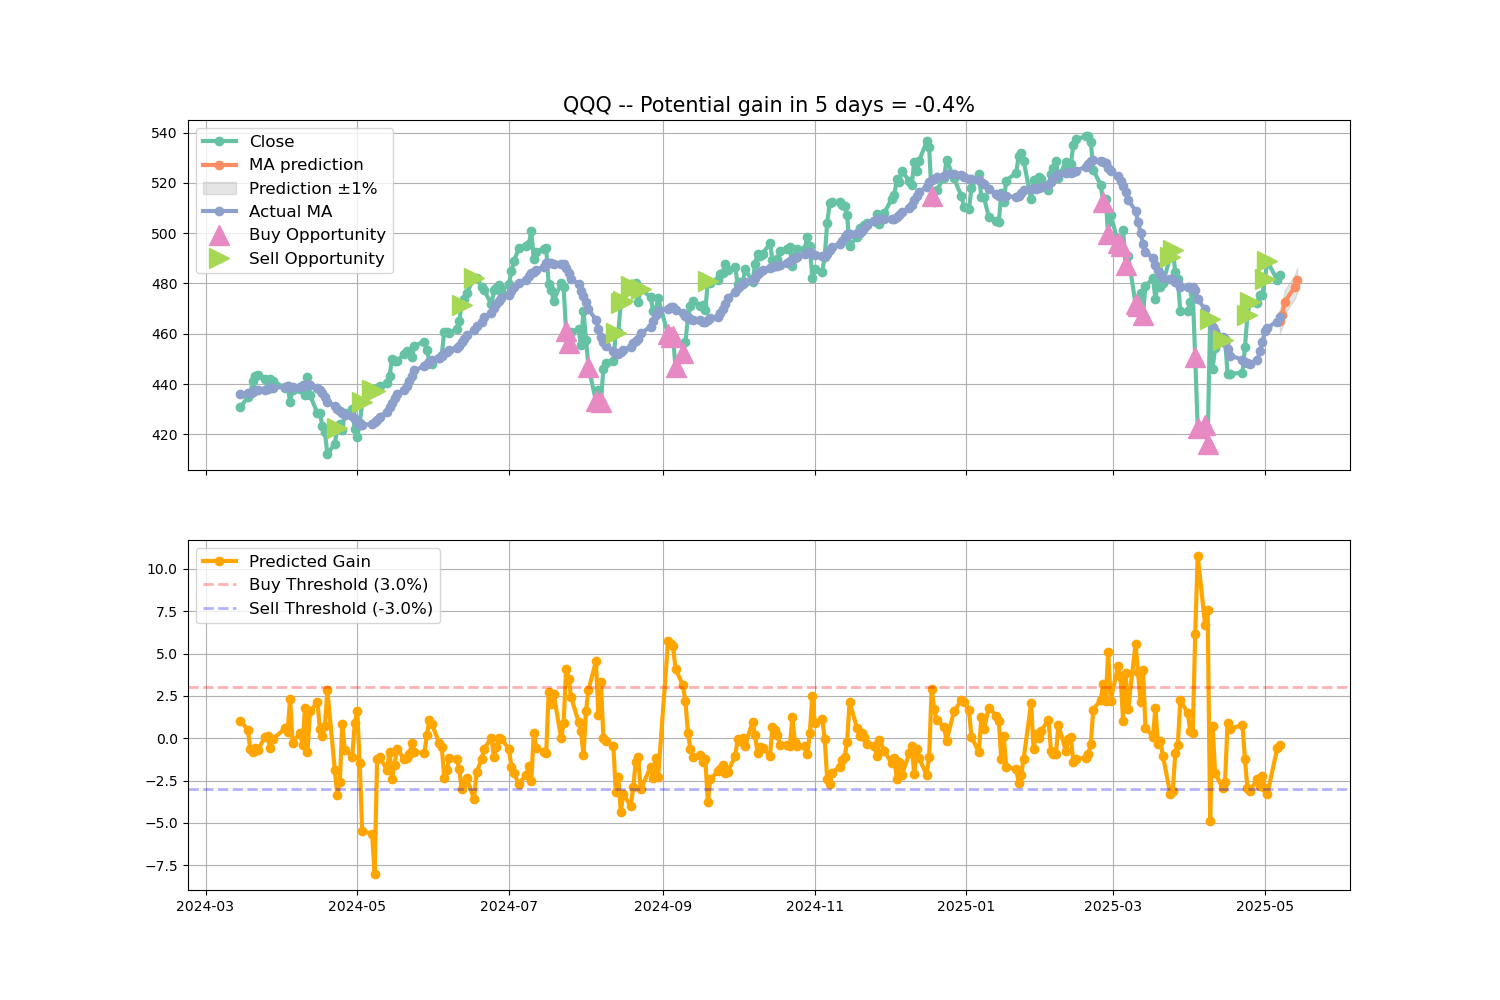 QQQ -- Potential gain in 5 days = -0.4%
540
520
500
480
460
440
420
Close
MA prediction
Prediction ±1%
Actual MA
Buy Opportunity
Sell Opportunity
10.0
7.5
5.0
2.5
0.0
−2.5
−5.0
−7.5
Predicted Gain
Buy Threshold (3.0%)
Sell Threshold (-3.0%)
2024-03 2024-05 2024-07 2024-09 2024-11 2025-01 2025-03 2025-05